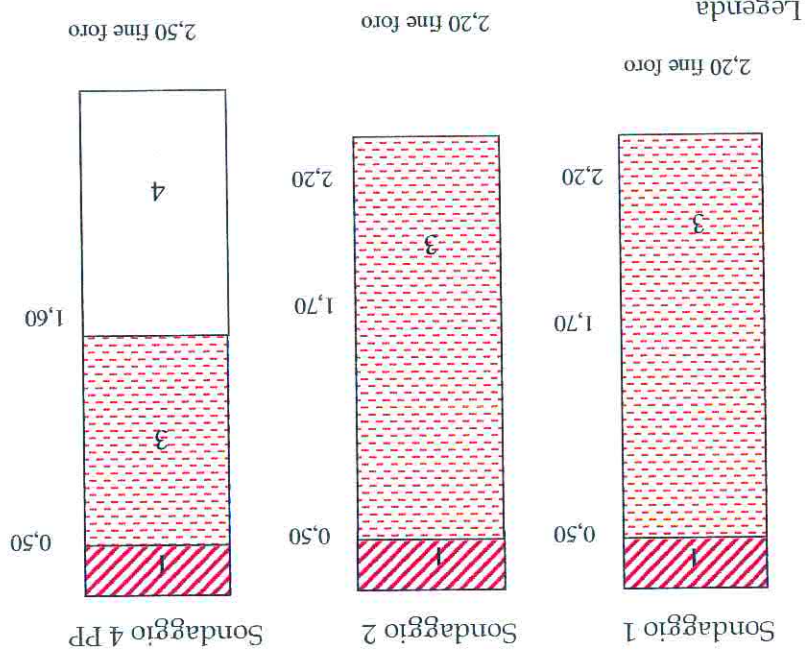 Sondaggio 1
1
0,50
3
1,70
2,20
2,20 fine foro
Sondaggio 2
1
0,50
3
1,70
2,20
2,20 fine foro
Sondaggio 4 PP
1
0,50
3
1,60
4
2,50 fine foro
Legenda